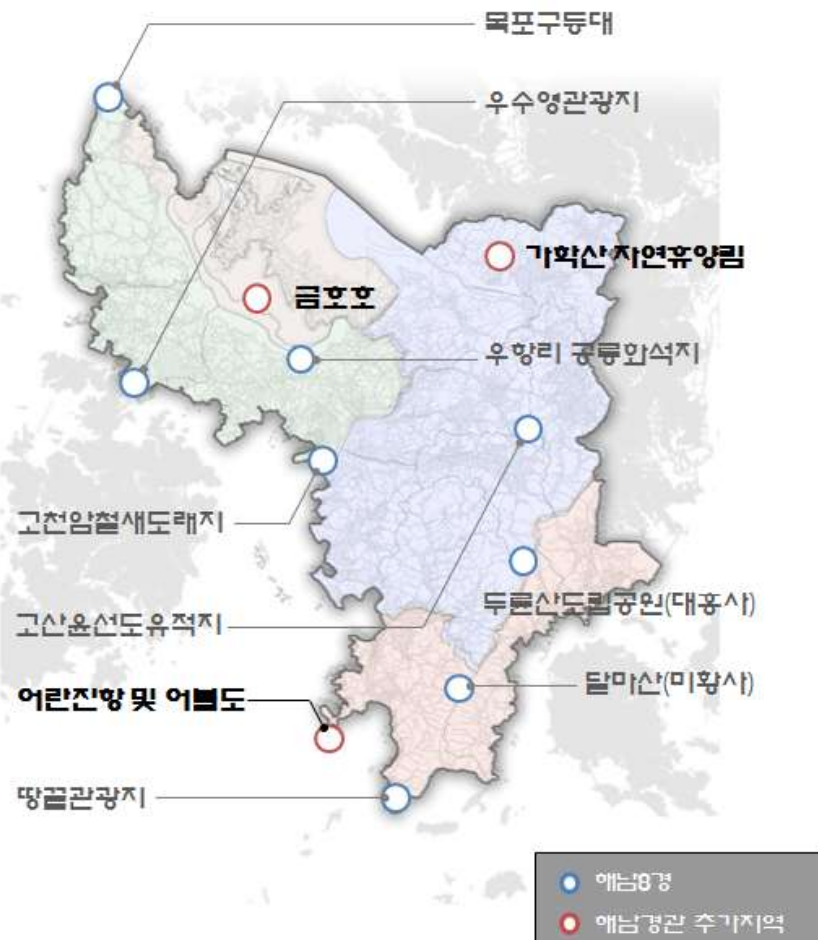 목포구등대
우수영관광지
가학산 자연휴양림
금호호
우항리 공룡화석지
고천암철새도래지
두륜산도립공원(대흥사)
고산윤선도유적지
달마산(미황사)
어란진항 및 어불도
땅끝관광지
해남8경
해남경관 추가지역